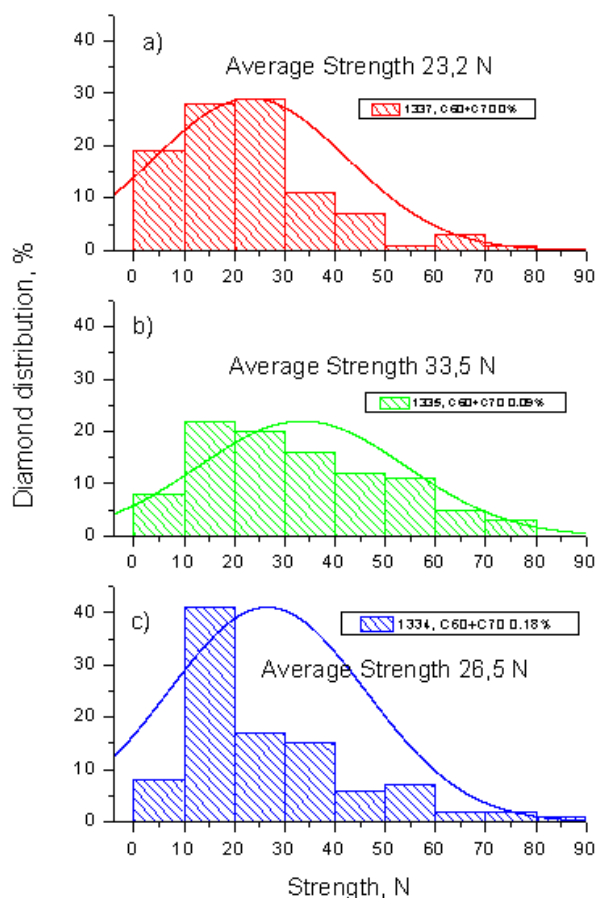 a)
Average Strength 23,2 N
1337, C60+C70 0%
40
30
20
10
0
0 10 20 30 40 50 60 70 80 90
b)
Average Strength 33,5 N
1335, C60+C70 0.09%
40
30
20
10
0
0 10 20 30 40 50 60 70 80 90
c)
1334, C60+C70 0.18%
Average Strength 26,5 N
40
30
20
10
0
0 10 20 30 40 50 60 70 80 90
Diamond distribution, %
Strength, N